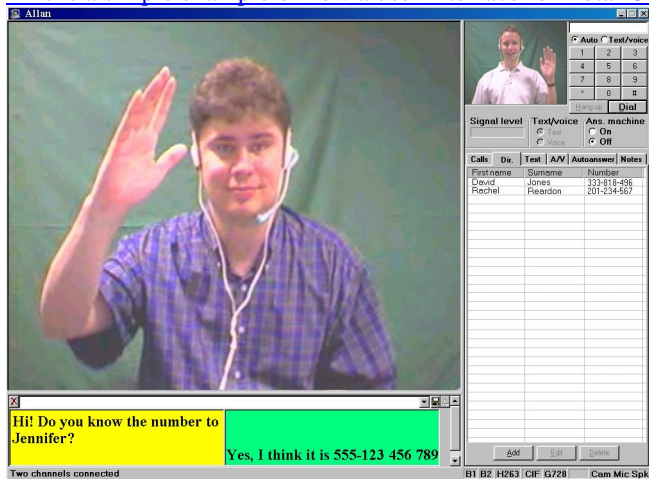 Allan
Auto Text/voice
1 2 3
4 5 6
7 8 9
* 0 #
Hang up Dial
Signal level Text/voice Ans. machine
Text On
Voice Off
Calls Dir. Text A/V Autoanswer Notes
First name Surname Number
David Jones 333-818-496
Rachel Reardon 201-234-567
Hi! Do you know the number to
Jennifer?
Yes, I think it is 555-123 456 789
Add Edit Delete
Two channels connected
B1 B2 H263 CIF G728 Cam Mic Spk